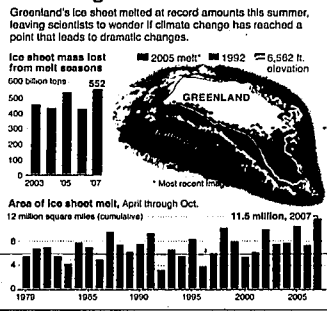 Greenland's ice sheet melted at record amounts this summer,
leaving scientists to wonder if climate change has reached a
point that leads to dramatic changes.
Ice sheet mass lost
from melt seasons
600 billion tons
552
500
400
300
200
100
0
2003 '05 '07
2005 melt* 1992 6,562 ft.
elevation
GREENLAND
* Most recent image
Area of ice sheet melt, April through Oct.
12 million square miles (cumulative)
11.5 million, 2007
8
4
0
1979 1985 1990 1995 2000 2005